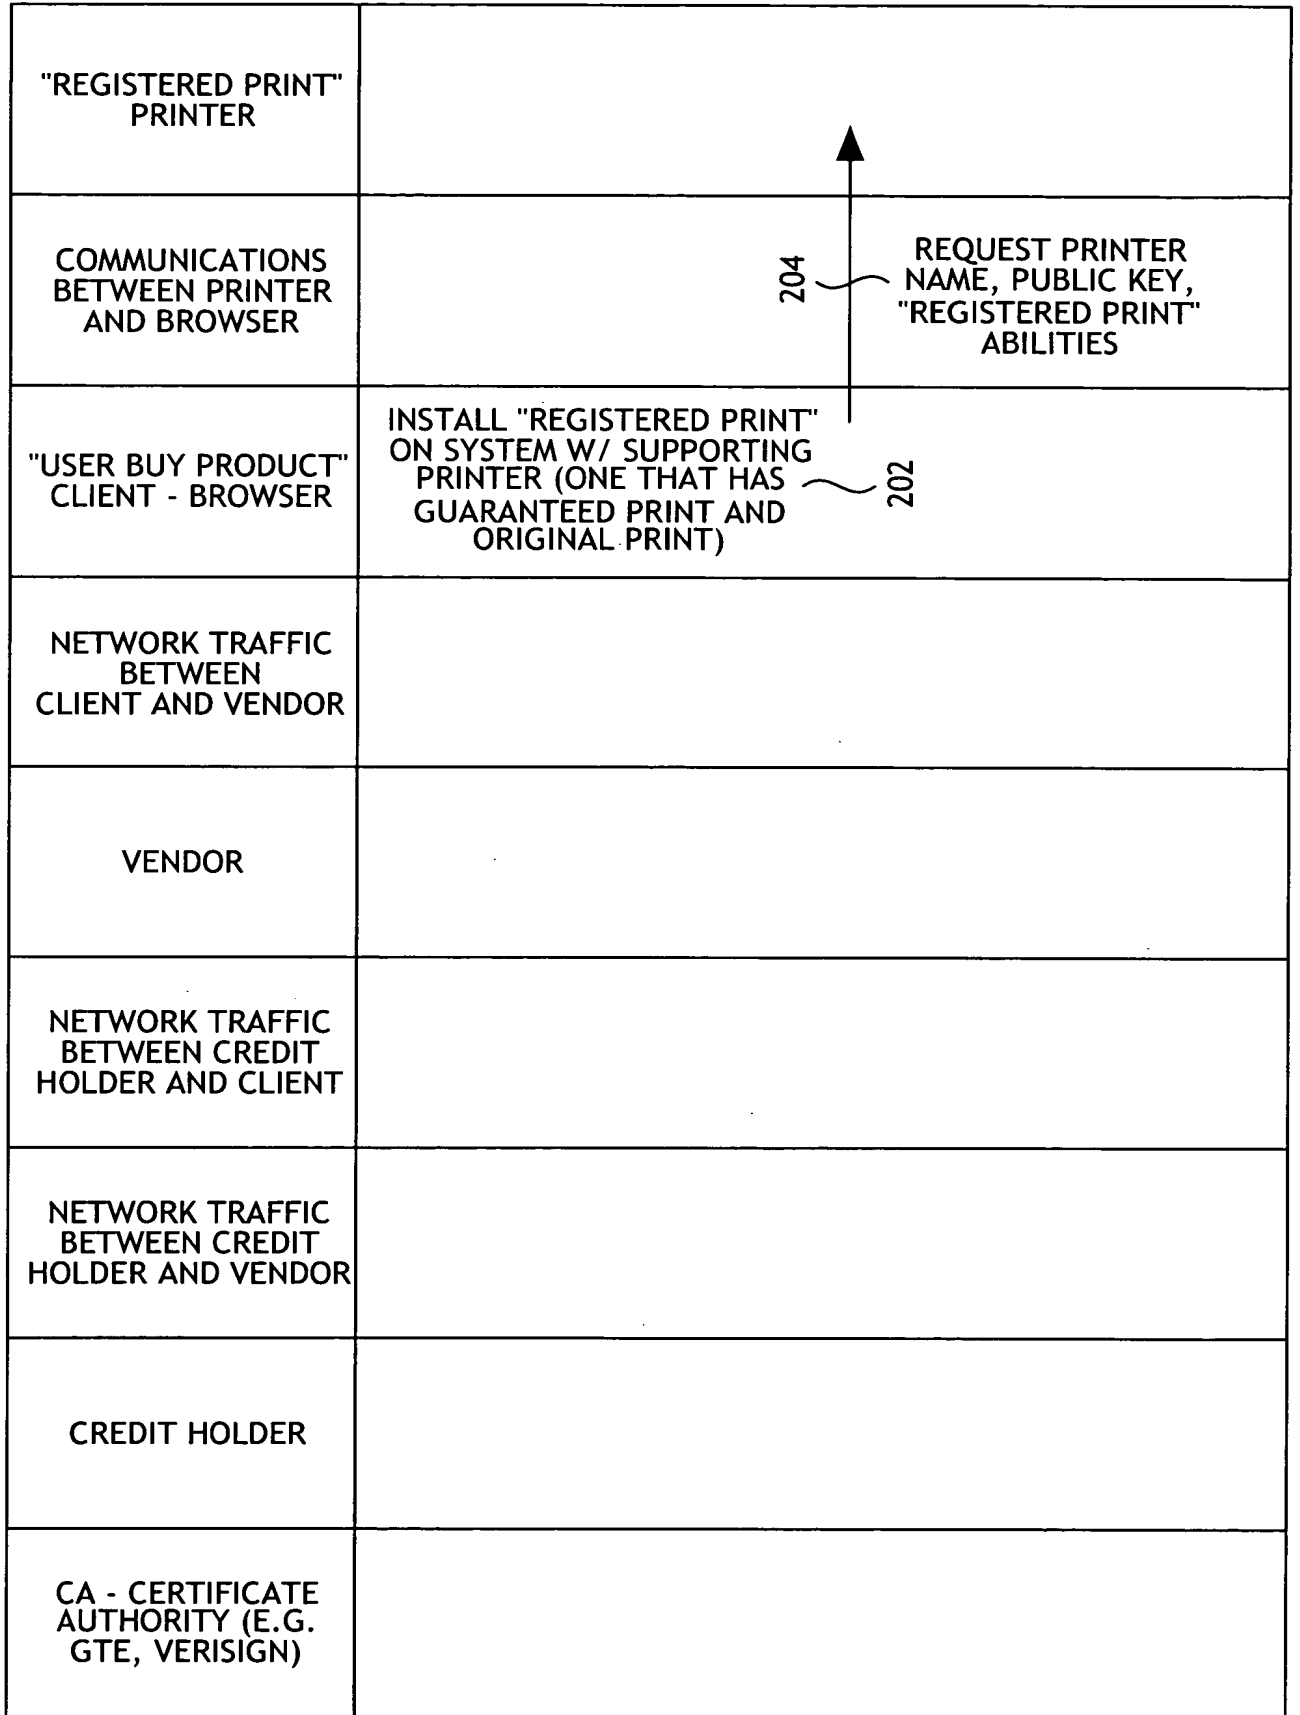 "REGISTERED PRINT"
PRINTER
COMMUNICATIONS
BETWEEN PRINTER
AND BROWSER
204
REQUEST PRINTER
NAME, PUBLIC KEY,
"REGISTERED PRINT"
ABILITIES
"USER BUY PRODUCT"
CLIENT - BROWSER
INSTALL "REGISTERED PRINT"
ON SYSTEM W/ SUPPORTING
PRINTER (ONE THAT HAS
GUARANTEED PRINT AND
ORIGINAL PRINT)
202
NETWORK TRAFFIC
BETWEEN
CLIENT AND VENDOR
VENDOR
NETWORK TRAFFIC
BETWEEN CREDIT
HOLDER AND CLIENT
NETWORK TRAFFIC
BETWEEN CREDIT
HOLDER AND VENDOR
CREDIT HOLDER
CA - CERTIFICATE
AUTHORITY (E.G.
GTE, VERISIGN)